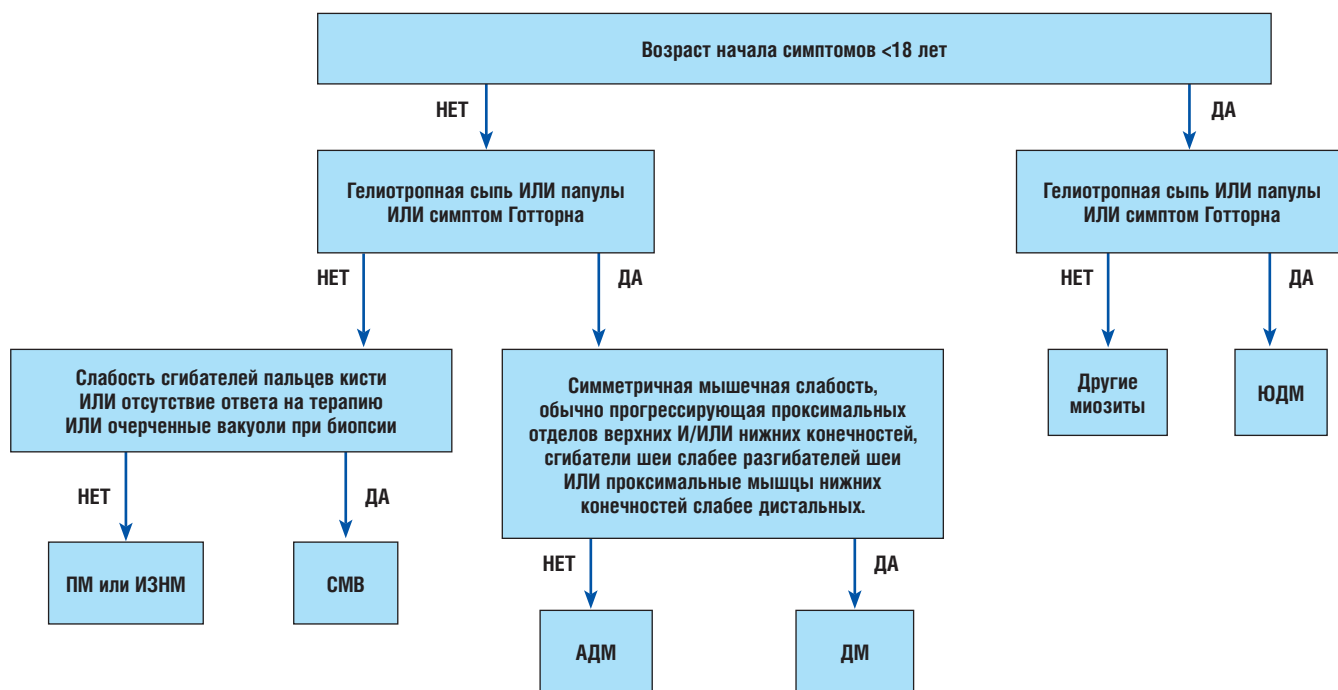 Возраст начала симптомов <18 лет
НЕТ
ДА
Гелиотропная сыпь ИЛИ папулы
ИЛИ симптом Готторна
Гелиотропная сыпь ИЛИ папулы
ИЛИ симптом Готторна
НЕТ
ДА
НЕТ
ДА
Слабость сгибателей пальцев кисти
ИЛИ отсутствие ответа на терапию
ИЛИ очерченные вакуоли при биопсии
Симметричная мышечная слабость,
обычно прогрессирующая проксимальных
отделов верхних И/ИЛИ нижних конечностей,
сгибатели шеи слабее разгибателей шеи
ИЛИ проксимальные мышцы нижних
конечностей слабее дистальных.
Другие
миозиты
ЮДМ
НЕТ
ДА
ПМ или ИЗНМ
СМВ
НЕТ
ДА
АДМ
ДМ